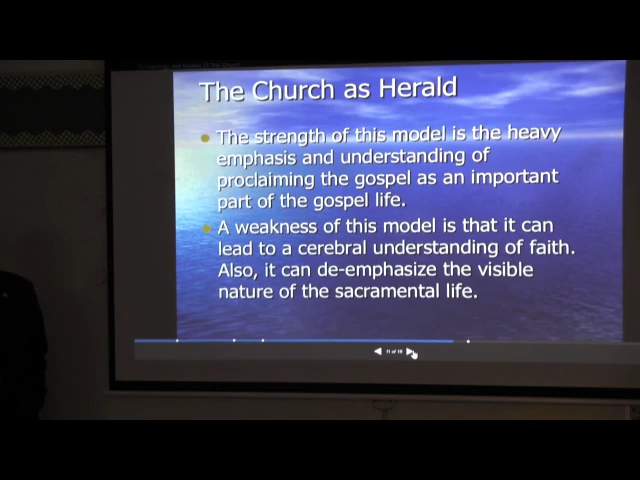 The Church as Herald
The strength of this model is the heavy
emphasis and understanding of
proclaiming the gospel as an important
part of the gospel life.
A weakness of this model is that it can
lead to a cerebral understanding of faith.
Also, it can de-emphasize the visible
nature of the sacramental life.